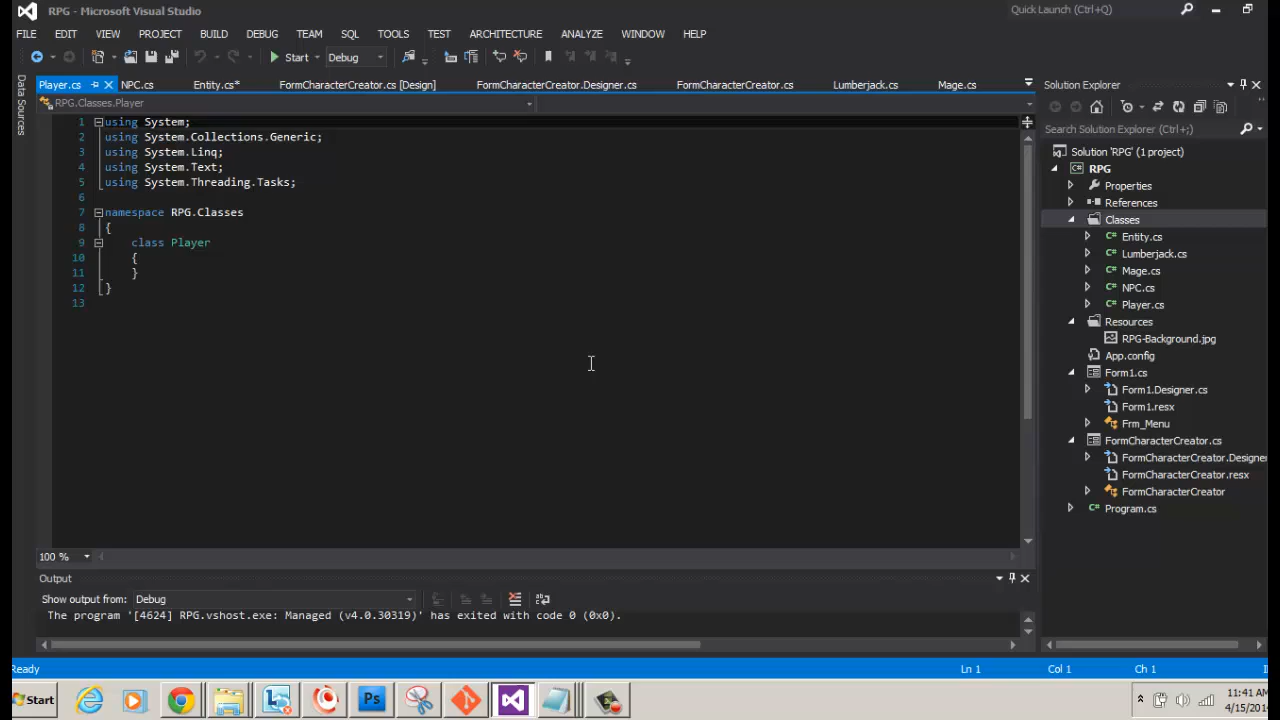 RPG - Microsoft Visual Studio
Quick Launch (Ctrl+Q)
FILE EDIT VIEW PROJECT BUILD DEBUG TEAM SQL TOOLS TEST ARCHITECTURE ANALYZE WINDOW HELP
Start Debug
Data Sources
Player.cs NPC.cs Entity.cs* FormCharacterCreator.cs [Design] FormCharacterCreator.Designer.cs FormCharacterCreator.cs Lumberjack.cs Mage.cs
RPG.Classes.Player
1 using System;
2 using System.Collections.Generic;
3 using System.Linq;
4 using System.Text;
5 using System.Threading.Tasks;
6
7 namespace RPG.Classes
8 {
9 class Player
10 {
11 }
12 }
13
100 %
Output
Show output from: Debug
The program '[4624] RPG.vshost.exe: Managed (v4.0.30319)' has exited with code 0 (0x0).
Solution Explorer
Search Solution Explorer (Ctrl+;)
Solution 'RPG' (1 project)
RPG
Properties
References
Classes
Entity.cs
Lumberjack.cs
Mage.cs
NPC.cs
Player.cs
Resources
RPG-Background.jpg
App.config
Form1.cs
Form1.Designer.cs
Form1.resx
Frm_Menu
FormCharacterCreator.cs
FormCharacterCreator.Designe
FormCharacterCreator.resx
FormCharacterCreator
Program.cs
Ready Ln 1 Col 1 Ch 1
Start
Ps
11:41 AM
4/15/201